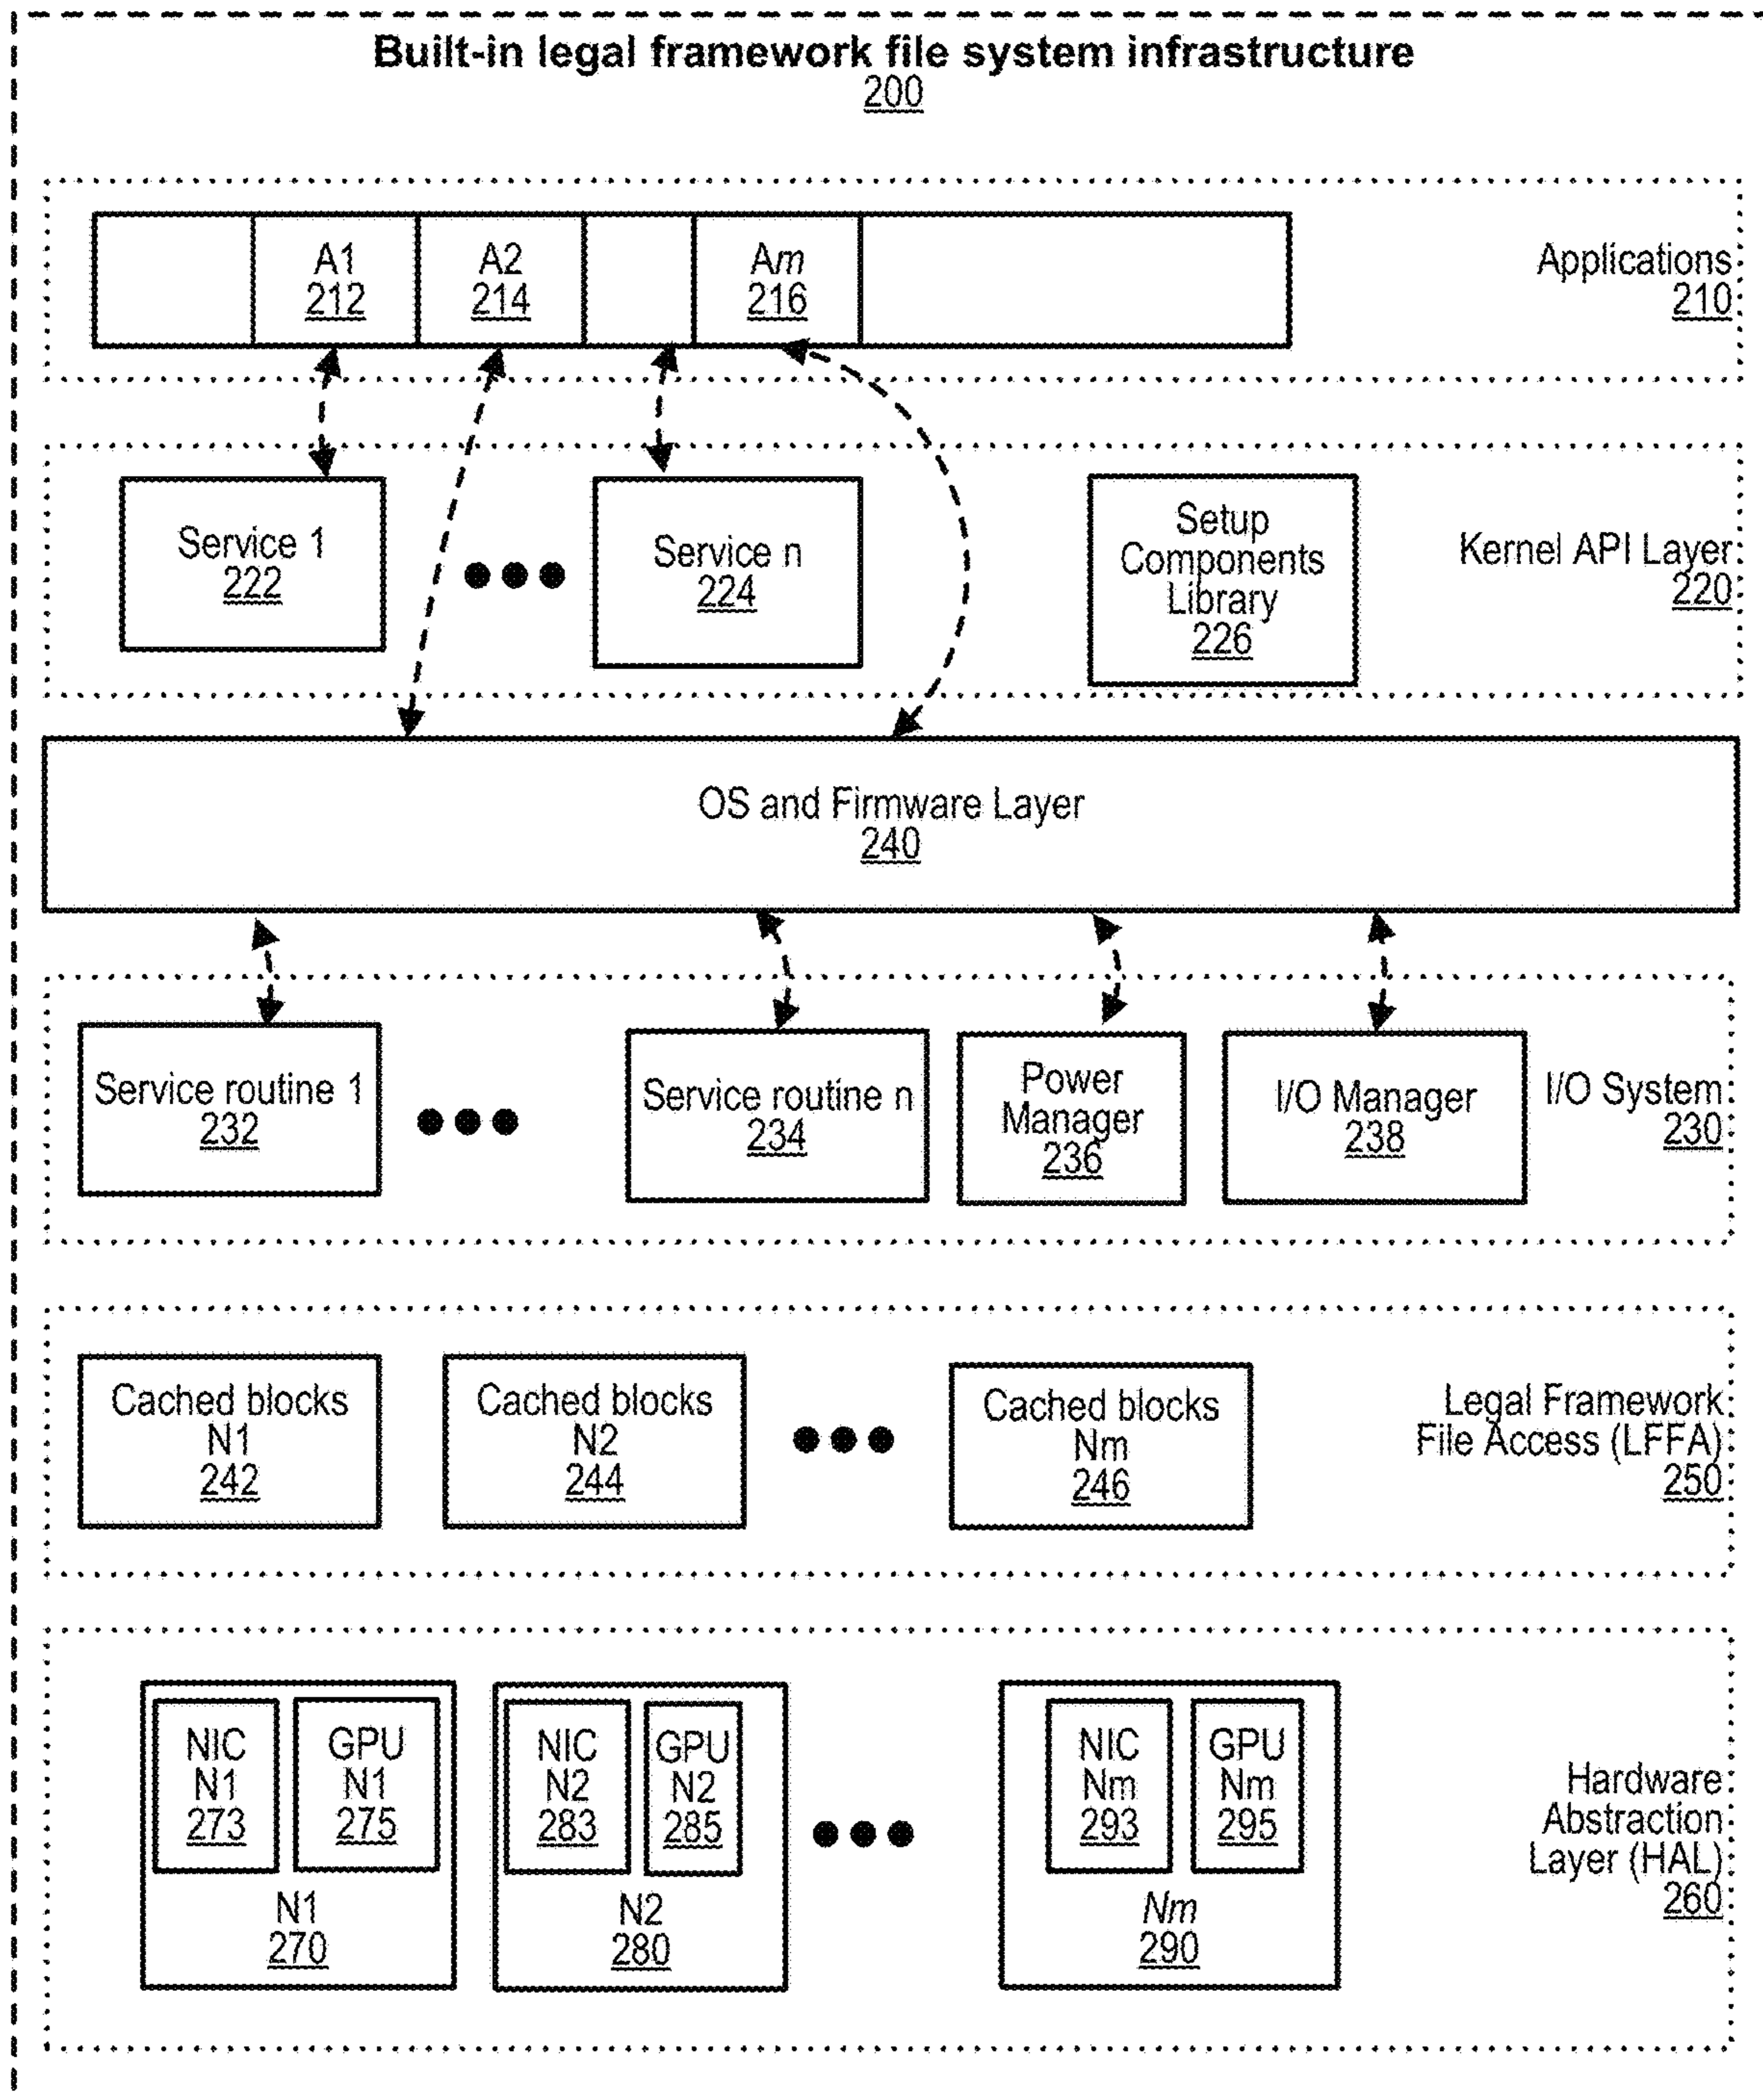 Built-in legal framework file system infrastructure
200
A1
212
A2
214
Am
216
Applications
210
Service 1
222
Service n
224
Setup
Components
Library
226
Kernel API Layer
220
OS and Firmware Layer
240
Service routine 1
232
Service routine n
234
Power
Manager
236
I/O Manager
238
I/O System
230
Cached blocks
N1
242
Cached blocks
N2
244
Cached blocks
Nm
246
Legal Framework
File Access (LFFA)
250
NIC
N1
273
GPU
N1
275
N1
270
NIC
N2
283
GPU
N2
285
N2
280
NIC
Nm
293
GPU
Nm
295
Nm
290
Hardware
Abstraction
Layer (HAL)
260